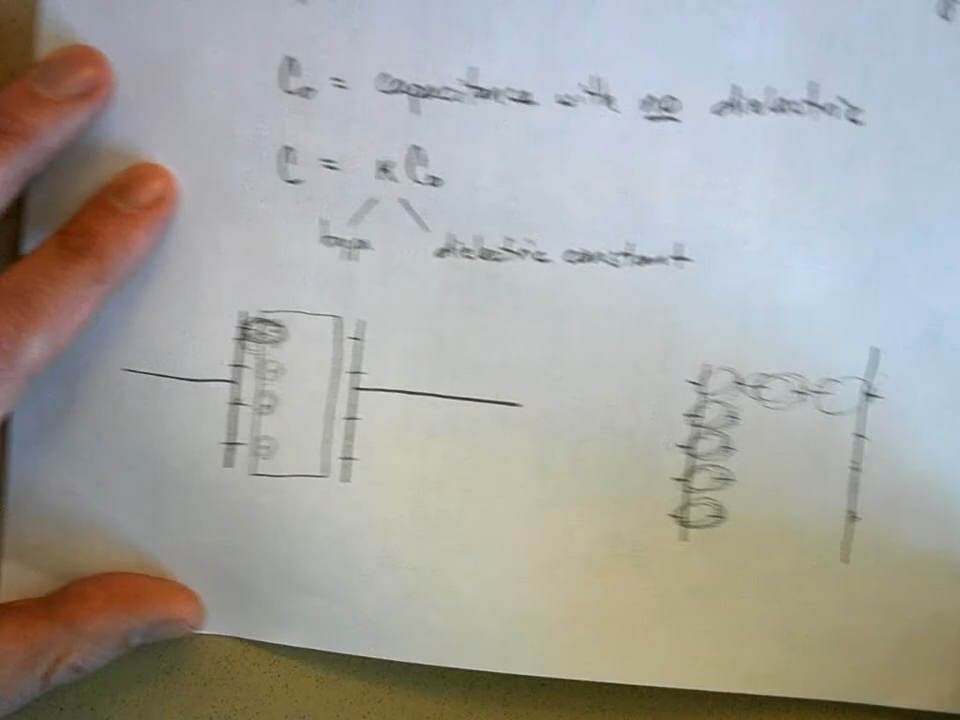 C₀ = capacitance with no dielectric
C = κC₀
dielectric constant